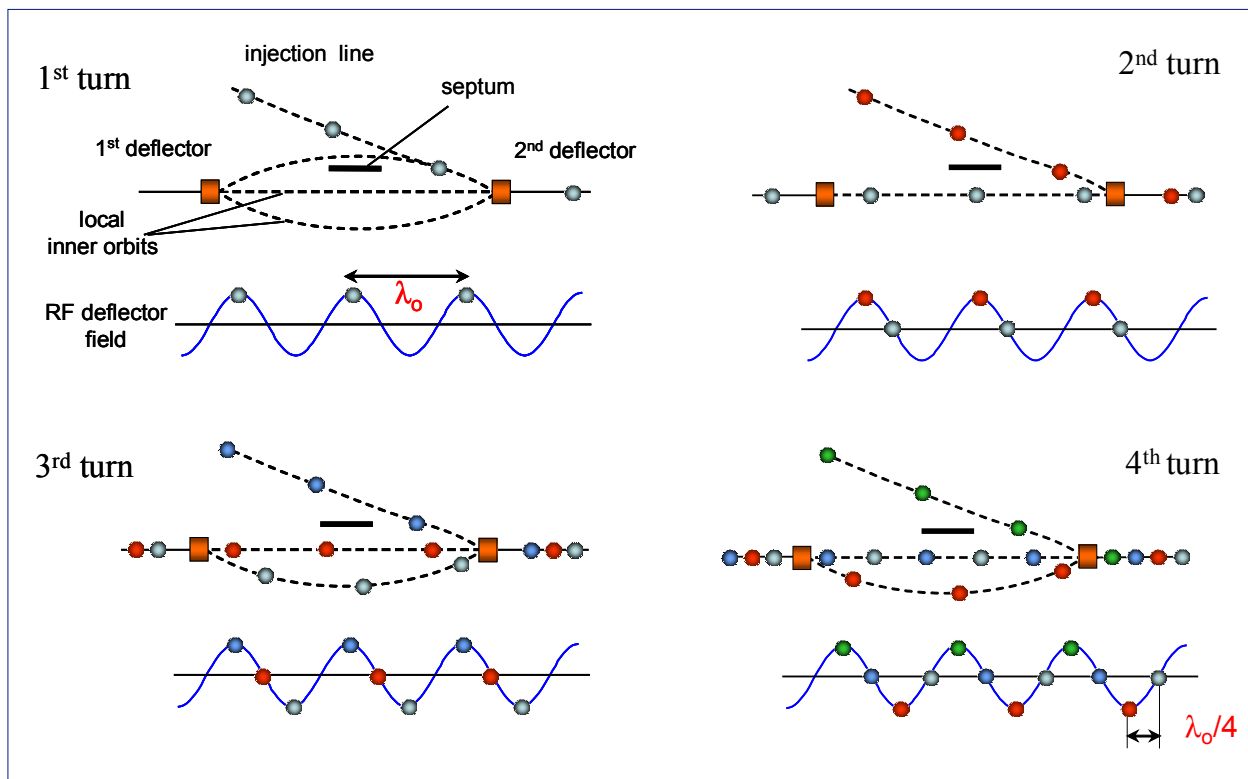 injection line
1st turn
septum
1st deflector
2nd deflector
local
inner orbits
λo
RF deflector
field
2nd turn
3rd turn
4th turn
λo/4